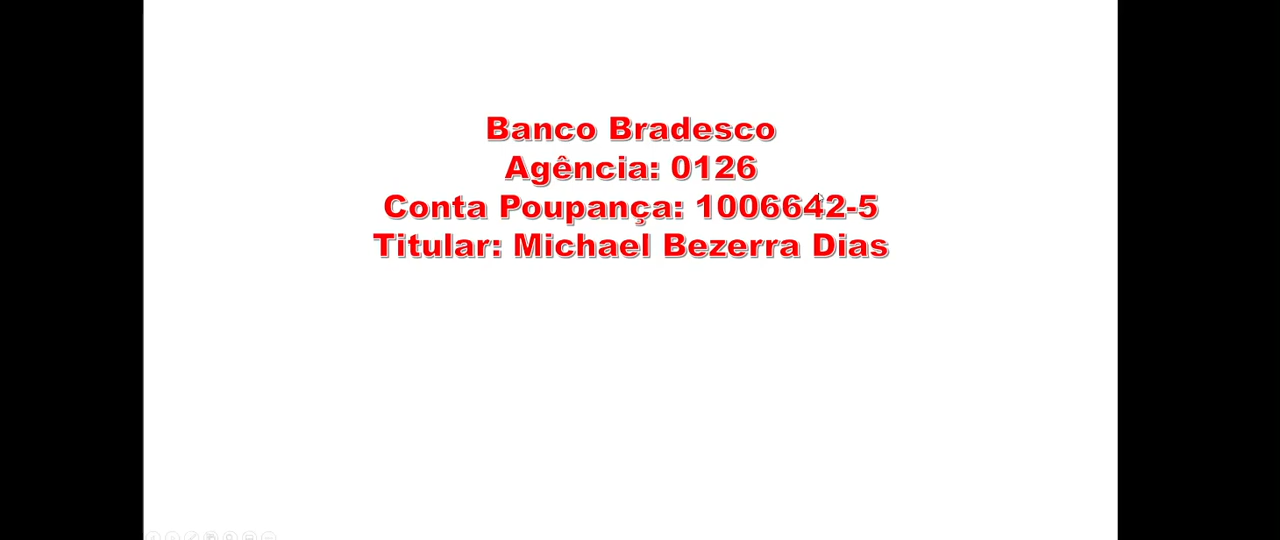 Banco Bradesco
Agência: 0126
Conta Poupança: 1006642-5
Titular: Michael Bezerra Dias